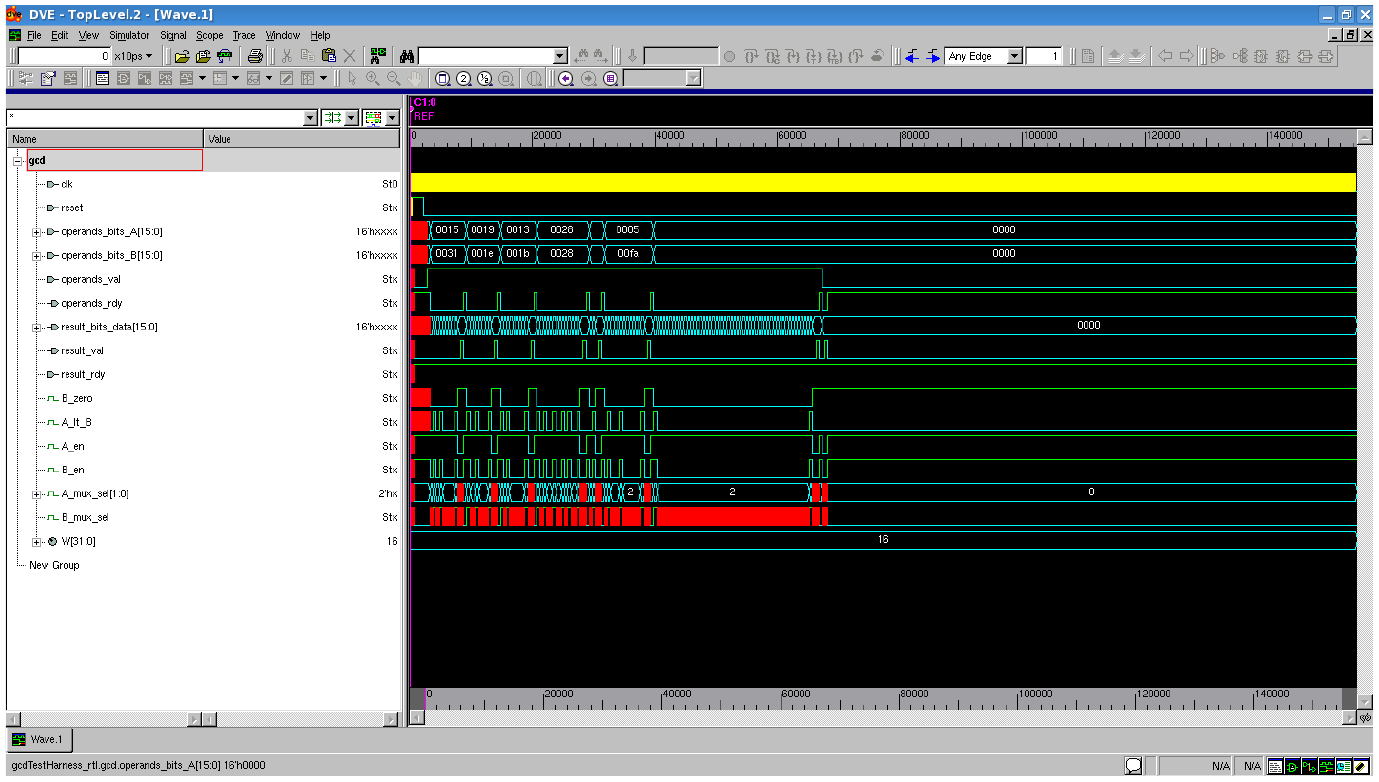 DVE - TopLevel.2 - [Wave.1]
File Edit View Simulator Signal Scope Trace Window Help
0 x10ps Any Edge 1
C1:0
REF
*
0 20000 40000 60000 80000 100000 120000 140000
Name Value
gcd
clk St0
reset Stx
operands_bits_A[15:0] 16'hxxxx 0015 0019 0013 0028 0005 0000
operands_bits_B[15:0] 16'hxxxx 0031 001e 001b 0028 00fa 0000
operands_val Stx
operands_rdy Stx
result_bits_data[15:0] 16'hxxxx 0000
result_val Stx
result_rdy Stx
B_zero Stx
A_lt_B Stx
A_en Stx
B_en Stx
A_mux_sel[1:0] 2'hx 2 2 0
B_mux_sel Stx
W[31:0] 16 16
New Group
0 20000 40000 60000 80000 100000 120000 140000
Wave.1
gcdTestHarness_rtl.gcd.operands_bits_A[15:0] 16'h0000 N/A N/A